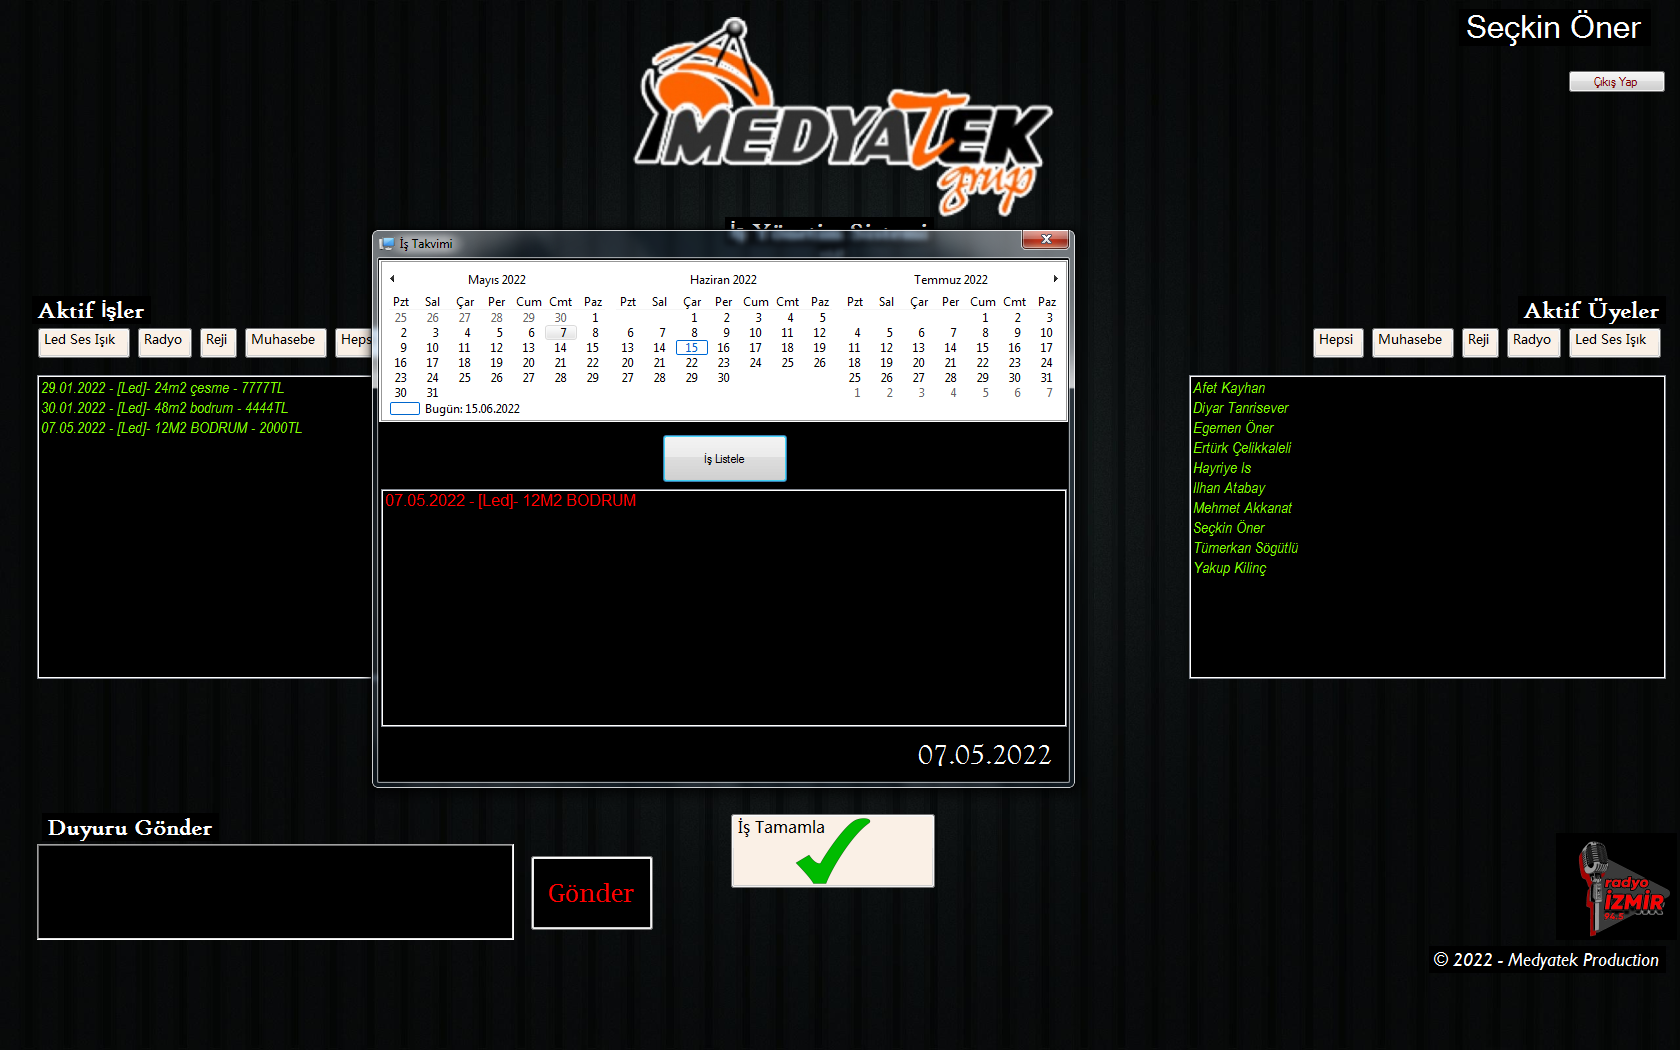 Seçkin Öner
Çıkış Yap
MEDYATEK
grup
İş Yönetim Sistemi
İş Takvimi
Mayıs 2022
Pzt Sal Çar Per Cum Cmt Paz
25 26 27 28 29 30 1
2 3 4 5 6 7 8
9 10 11 12 13 14 15
16 17 18 19 20 21 22
23 24 25 26 27 28 29
30 31
Haziran 2022
Pzt Sal Çar Per Cum Cmt Paz
1 2 3 4 5
6 7 8 9 10 11 12
13 14 15 16 17 18 19
20 21 22 23 24 25 26
27 28 29 30
Temmuz 2022
Pzt Sal Çar Per Cum Cmt Paz
1 2 3
4 5 6 7 8 9 10
11 12 13 14 15 16 17
18 19 20 21 22 23 24
25 26 27 28 29 30 31
1 2 3 4 5 6 7
Bugün: 15.06.2022
İş Listele
07.05.2022 - [Led]- 12M2 BODRUM
07.05.2022
Aktif İşler
Led Ses Işık
Radyo
Reji
Muhasebe
Heps
29.01.2022 - [Led]- 24m2 çesme - 7777TL
30.01.2022 - [Led]- 48m2 bodrum - 4444TL
07.05.2022 - [Led]- 12M2 BODRUM - 2000TL
Aktif Üyeler
Hepsi
Muhasebe
Reji
Radyo
Led Ses Işık
Afet Kayhan
Diyar Tanrisever
Egemen Öner
Ertürk Çelikkaleli
Hayriye Is
Ilhan Atabay
Mehmet Akkanat
Seçkin Öner
Tümerkan Sögütlü
Yakup Kilinç
Duyuru Gönder
Gönder
İş Tamamla
radyo
İZMİR
96.5
© 2022 - Medyatek Production